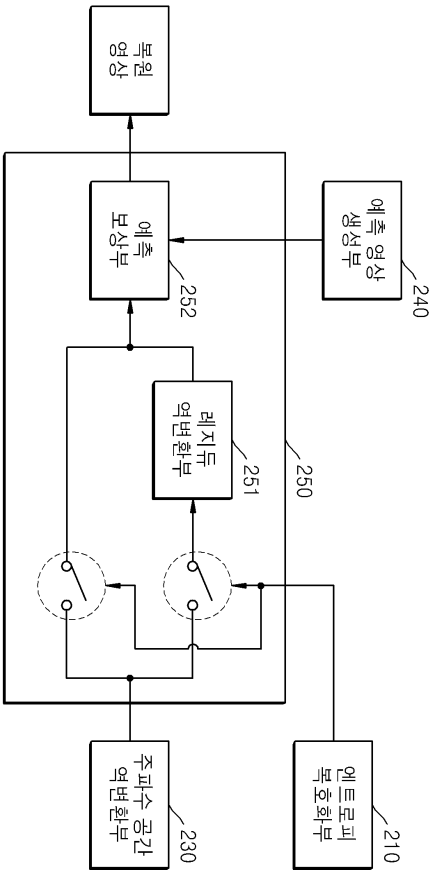 240
예측 영상
생성부
210
엔트로피
복호화부
250
251
레지듀
역변환부
복원
영상
252
예측
보상부
230
주파수 공간
역변환부